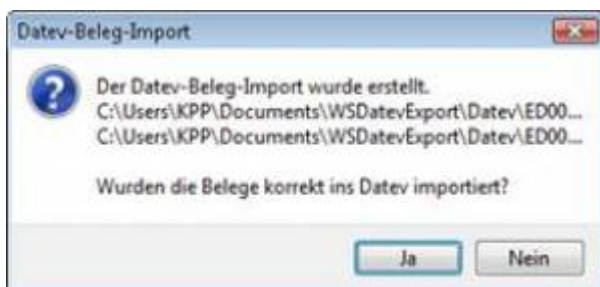 Datev-Beleg-Import
Der Datev-Beleg-Import wurde erstellt.
C:\Users\KPP\Documents\WSDatevExport\Datev\ED00...
C:\Users\KPP\Documents\WSDatevExport\Datev\ED00...
Wurden die Belege korrekt ins Datev importiert?
Ja
Nein